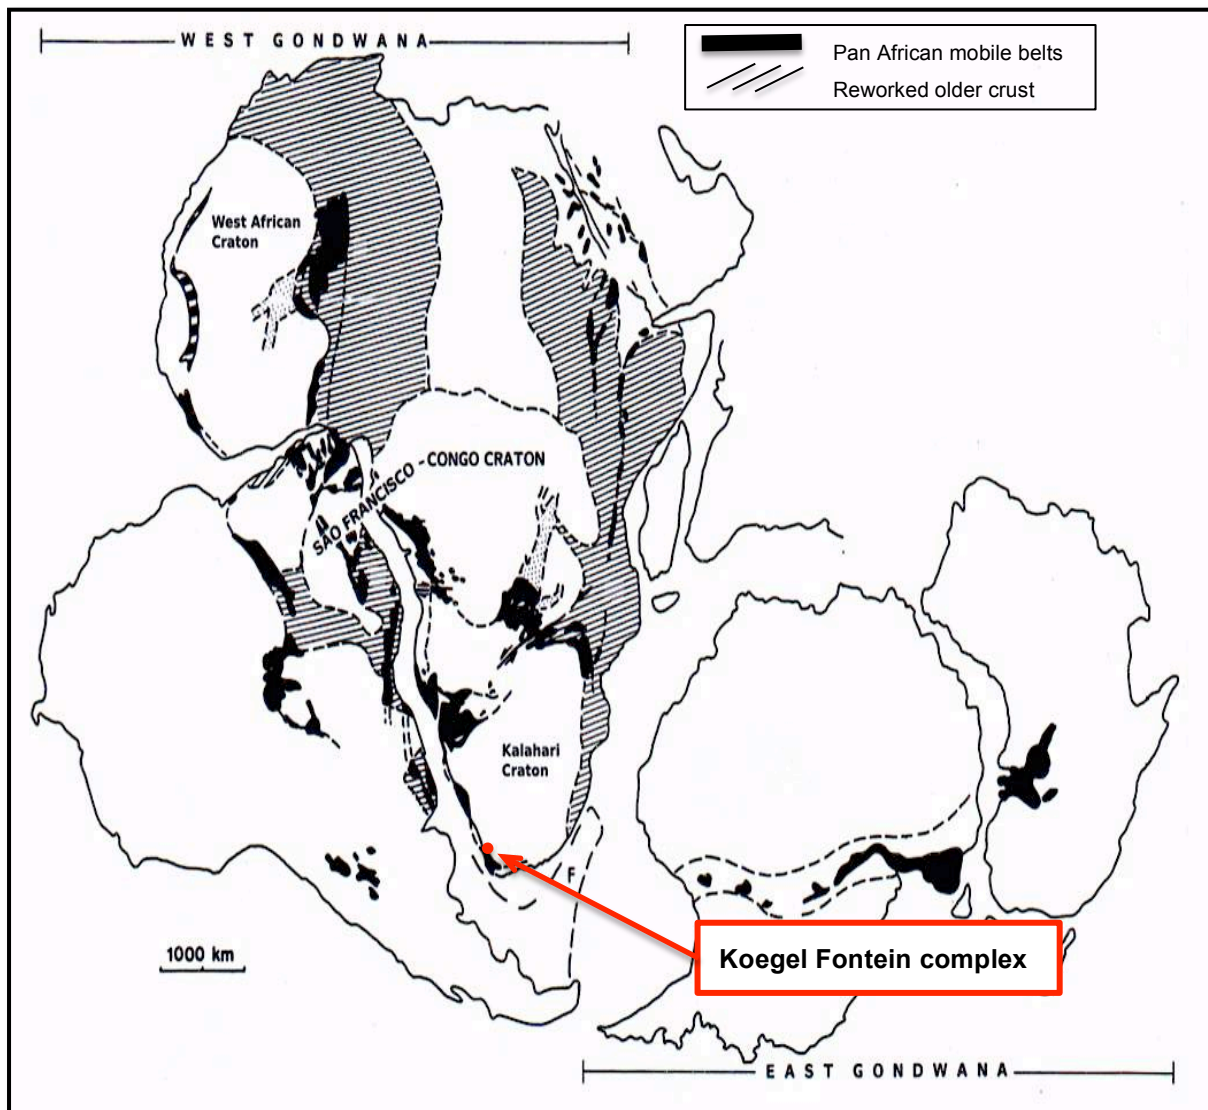 WEST GONDWANA
Pan African mobile belts
Reworked older crust
West African
Craton
SÃO FRANCISCO - CONGO CRATON
Kalahari
Craton
F
Koegel Fontein complex
1000 km
EAST GONDWANA